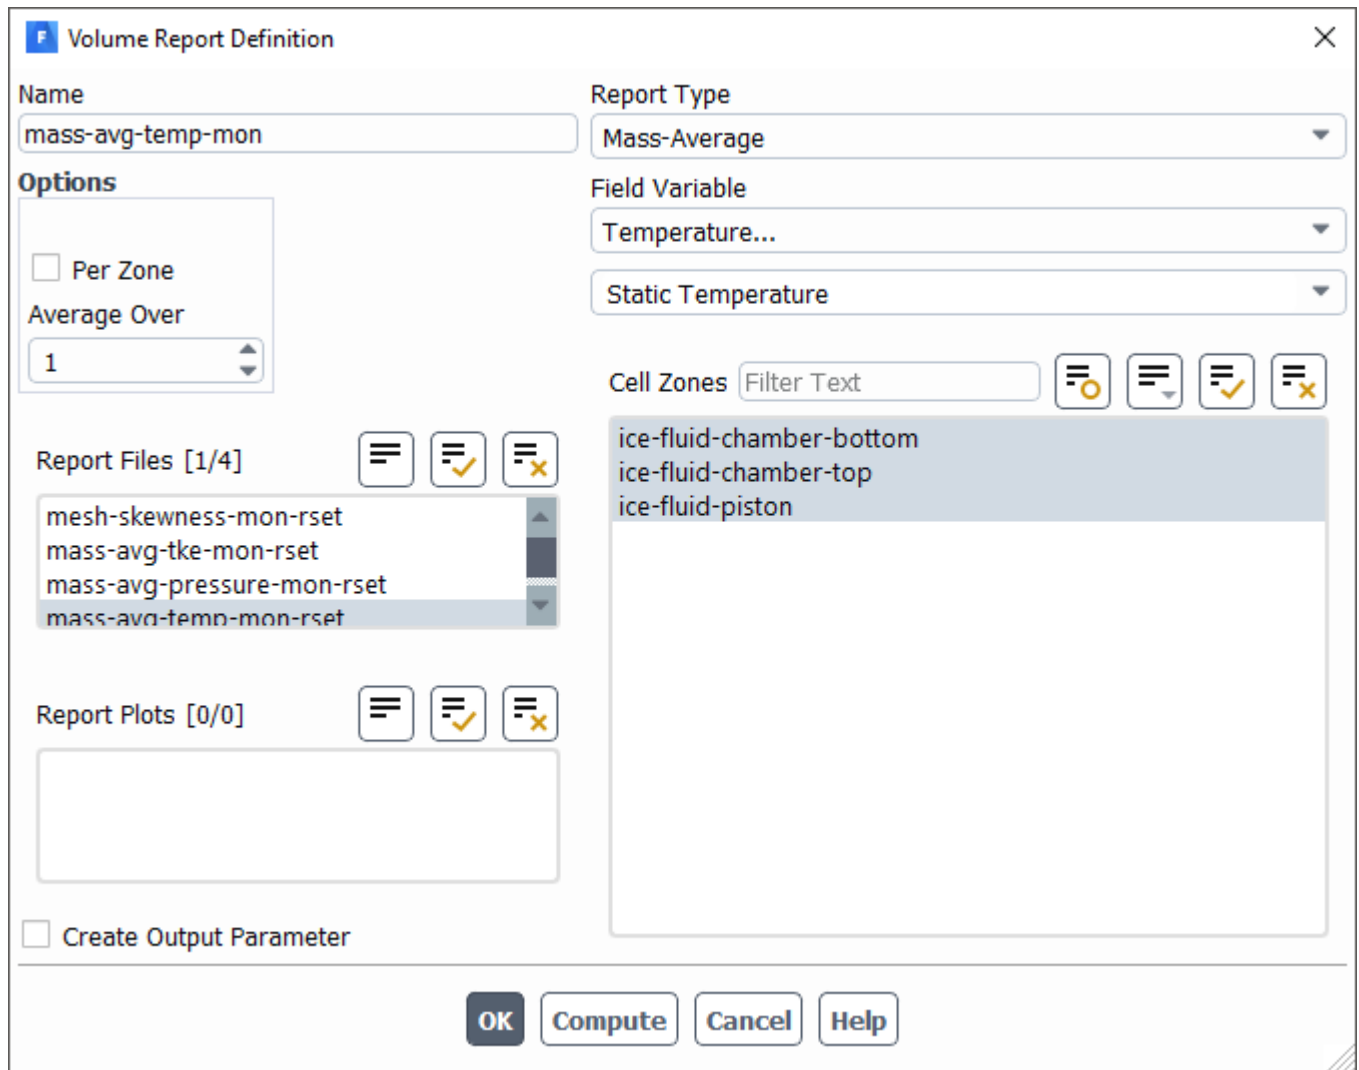 Volume Report Definition
Name
mass-avg-temp-mon
Options
Per Zone
Average Over
1
Report Files [1/4]
mesh-skewness-mon-rset
mass-avg-tke-mon-rset
mass-avg-pressure-mon-rset
mass-avg-temp-mon-rset
Report Plots [0/0]
Create Output Parameter
Report Type
Mass-Average
Field Variable
Temperature...
Static Temperature
Cell Zones Filter Text
ice-fluid-chamber-bottom
ice-fluid-chamber-top
ice-fluid-piston
OK Compute Cancel Help